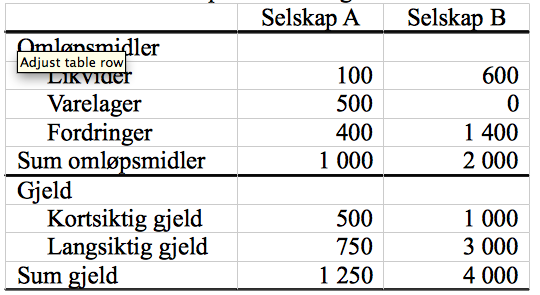 Selskap A Selskap B
Omløpsmidler
Adjust table row
Likvider 100 600
Varelager 500 0
Fordringer 400 1 400
Sum omløpsmidler 1 000 2 000
Gjeld
Kortsiktig gjeld 500 1 000
Langsiktig gjeld 750 3 000
Sum gjeld 1 250 4 000